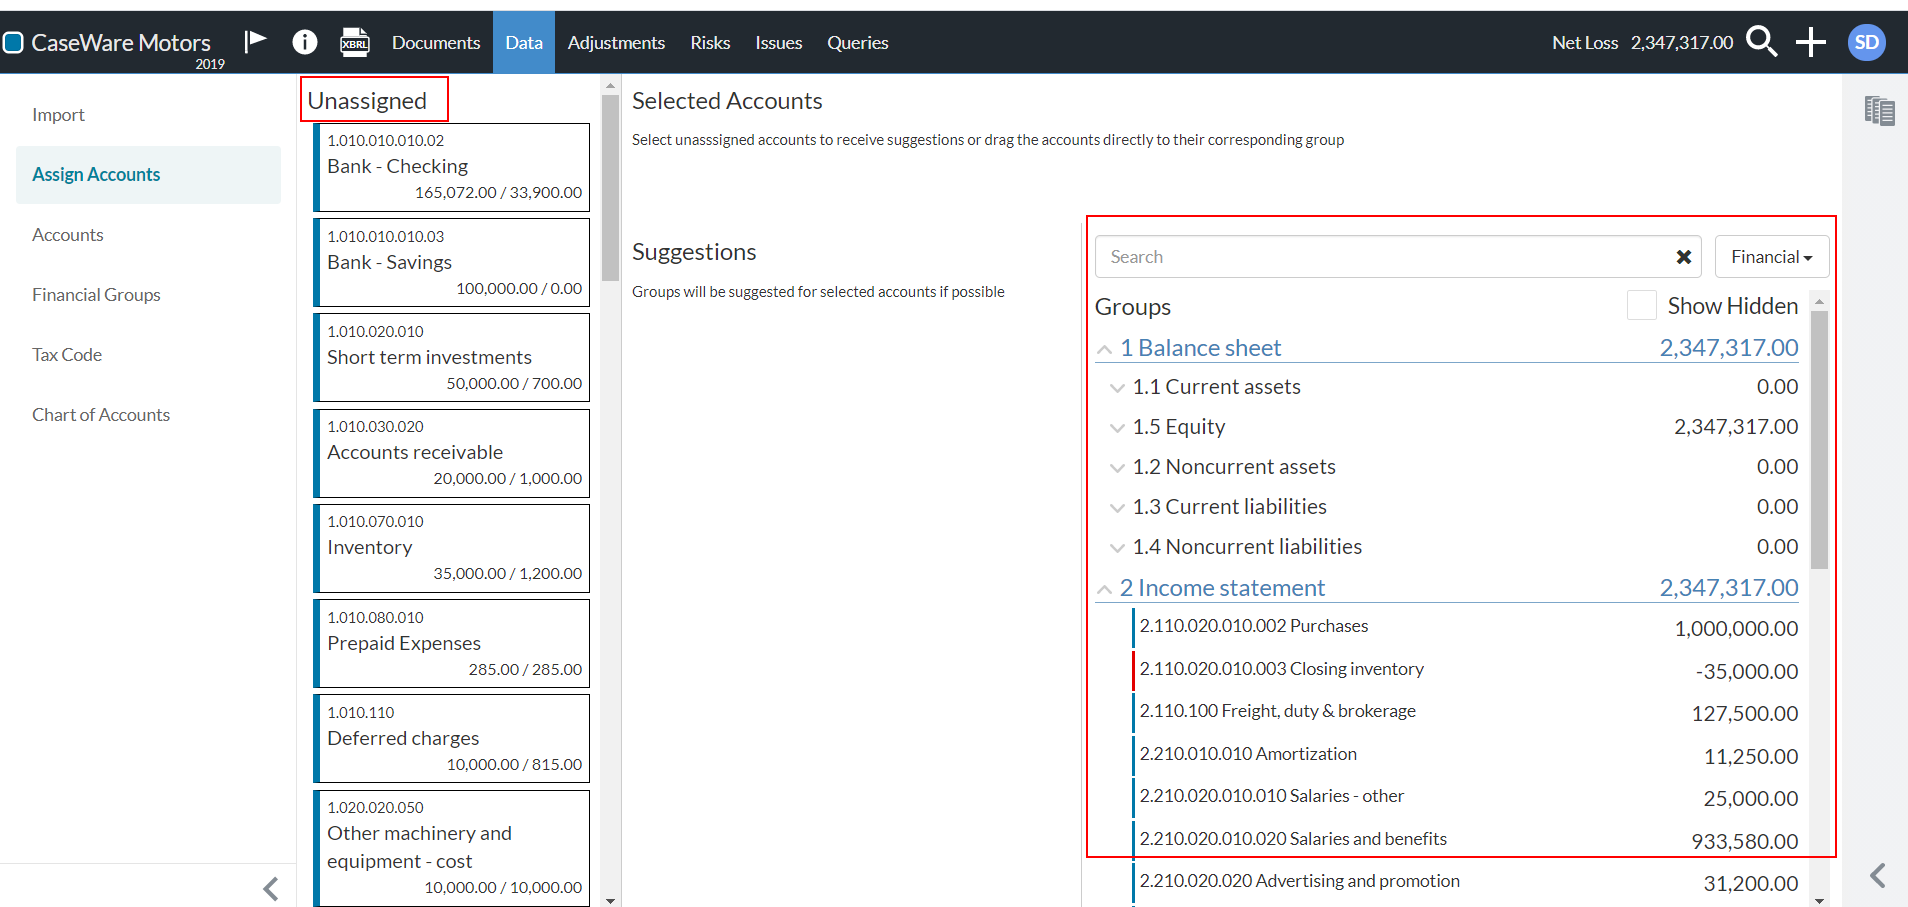 CaseWare Motors
2019
XBRL
Documents
Data
Adjustments
Risks
Issues
Queries
Net Loss 2,347,317.00
SD
Import
Assign Accounts
Accounts
Financial Groups
Tax Code
Chart of Accounts
Unassigned
1.010.010.010.02
Bank - Checking
165,072.00 / 33,900.00
1.010.010.010.03
Bank - Savings
100,000.00 / 0.00
1.010.020.010
Short term investments
50,000.00 / 700.00
1.010.030.020
Accounts receivable
20,000.00 / 1,000.00
1.010.070.010
Inventory
35,000.00 / 1,200.00
1.010.080.010
Prepaid Expenses
285.00 / 285.00
1.010.110
Deferred charges
10,000.00 / 815.00
1.020.020.050
Other machinery and
equipment - cost
10,000.00 / 10,000.00
Selected Accounts
Select unasssigned accounts to receive suggestions or drag the accounts directly to their corresponding group
Suggestions
Groups will be suggested for selected accounts if possible
Search
Financial
Groups
Show Hidden
1 Balance sheet 2,347,317.00
1.1 Current assets 0.00
1.5 Equity 2,347,317.00
1.2 Noncurrent assets 0.00
1.3 Current liabilities 0.00
1.4 Noncurrent liabilities 0.00
2 Income statement 2,347,317.00
2.110.020.010.002 Purchases 1,000,000.00
2.110.020.010.003 Closing inventory -35,000.00
2.110.100 Freight, duty & brokerage 127,500.00
2.210.010.010 Amortization 11,250.00
2.210.020.010.010 Salaries - other 25,000.00
2.210.020.010.020 Salaries and benefits 933,580.00
2.210.020.020 Advertising and promotion 31,200.00